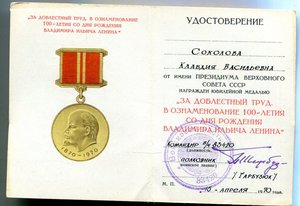 „ЗА ДОБЛЕСТНЫЙ ТРУД. В ОЗНАМЕНОВАНИЕ
100-ЛЕТИЯ СО ДНЯ РОЖДЕНИЯ
ВЛАДИМИРА ИЛЬИЧА ЛЕНИНА"
1870-1970
УДОСТОВЕРЕНИЕ
Соколова
Клавдия Васильевна
ОТ ИМЕНИ ПРЕЗИДИУМА ВЕРХОВНОГО
СОВЕТА СССР
НАГРАЖДЕН ЮБИЛЕЙНОЙ МЕДАЛЬЮ
„ЗА ДОБЛЕСТНЫЙ ТРУД.
В ОЗНАМЕНОВАНИЕ 100-ЛЕТИЯ
СО ДНЯ РОЖДЕНИЯ
ВЛАДИМИРА ИЛЬИЧА ЛЕНИНА"
Командир в/ч 83490
полковник
М. П.
10 апреля 1970 г.